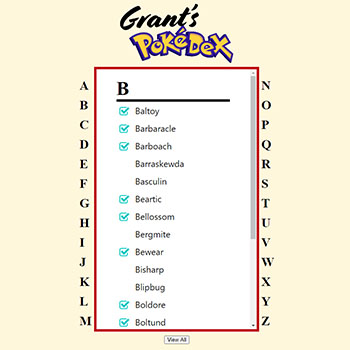 Grant's
PokéDex
A
B
C
D
E
F
G
H
I
J
K
L
M
B
Baltoy
Barbaracle
Barboach
Barraskewda
Basculin
Beartic
Bellossom
Bergmite
Bewear
Bisharp
Blipbug
Boldore
Boltund
N
O
P
Q
R
S
T
U
V
W
X
Y
Z
View All